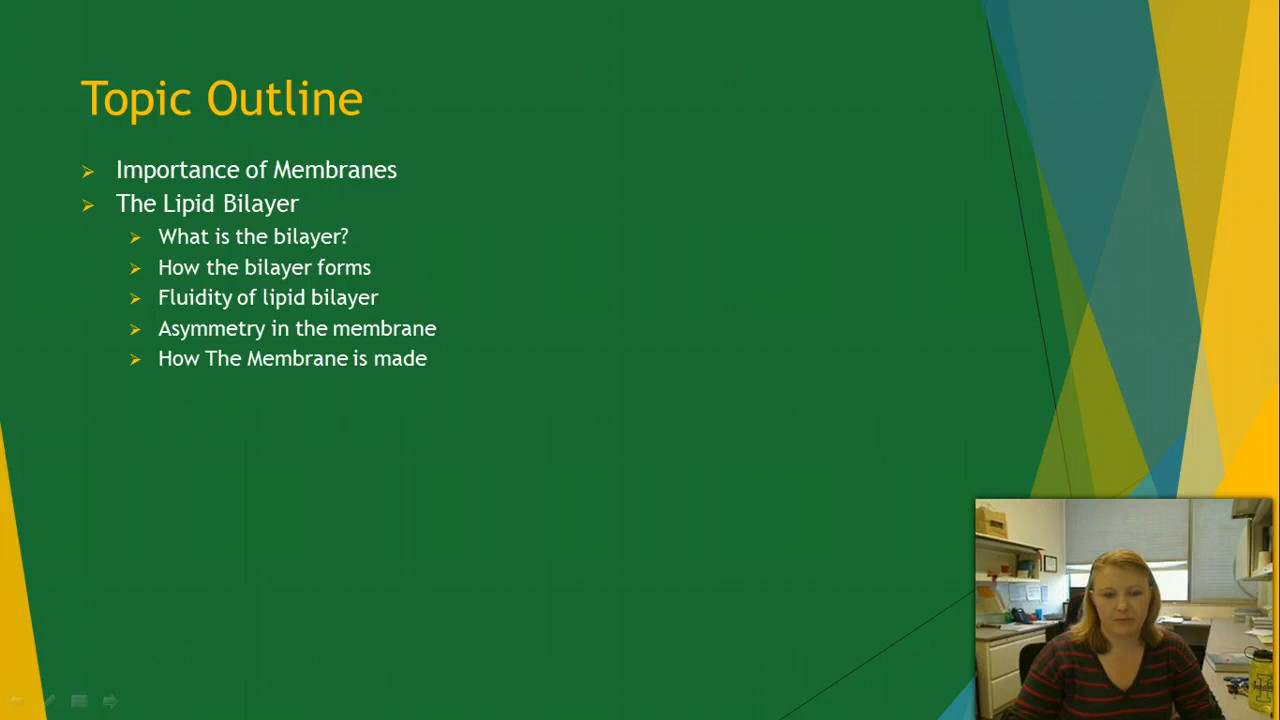 Topic Outline
Importance of Membranes
The Lipid Bilayer
What is the bilayer?
How the bilayer forms
Fluidity of lipid bilayer
Asymmetry in the membrane
How The Membrane is made